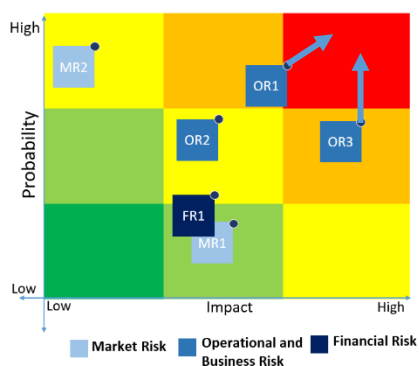 High
MR2
OR1
OR2
OR3
Probability
FR1
MR1
Low
Low Impact High
Market Risk
Operational and
Business Risk
Financial Risk